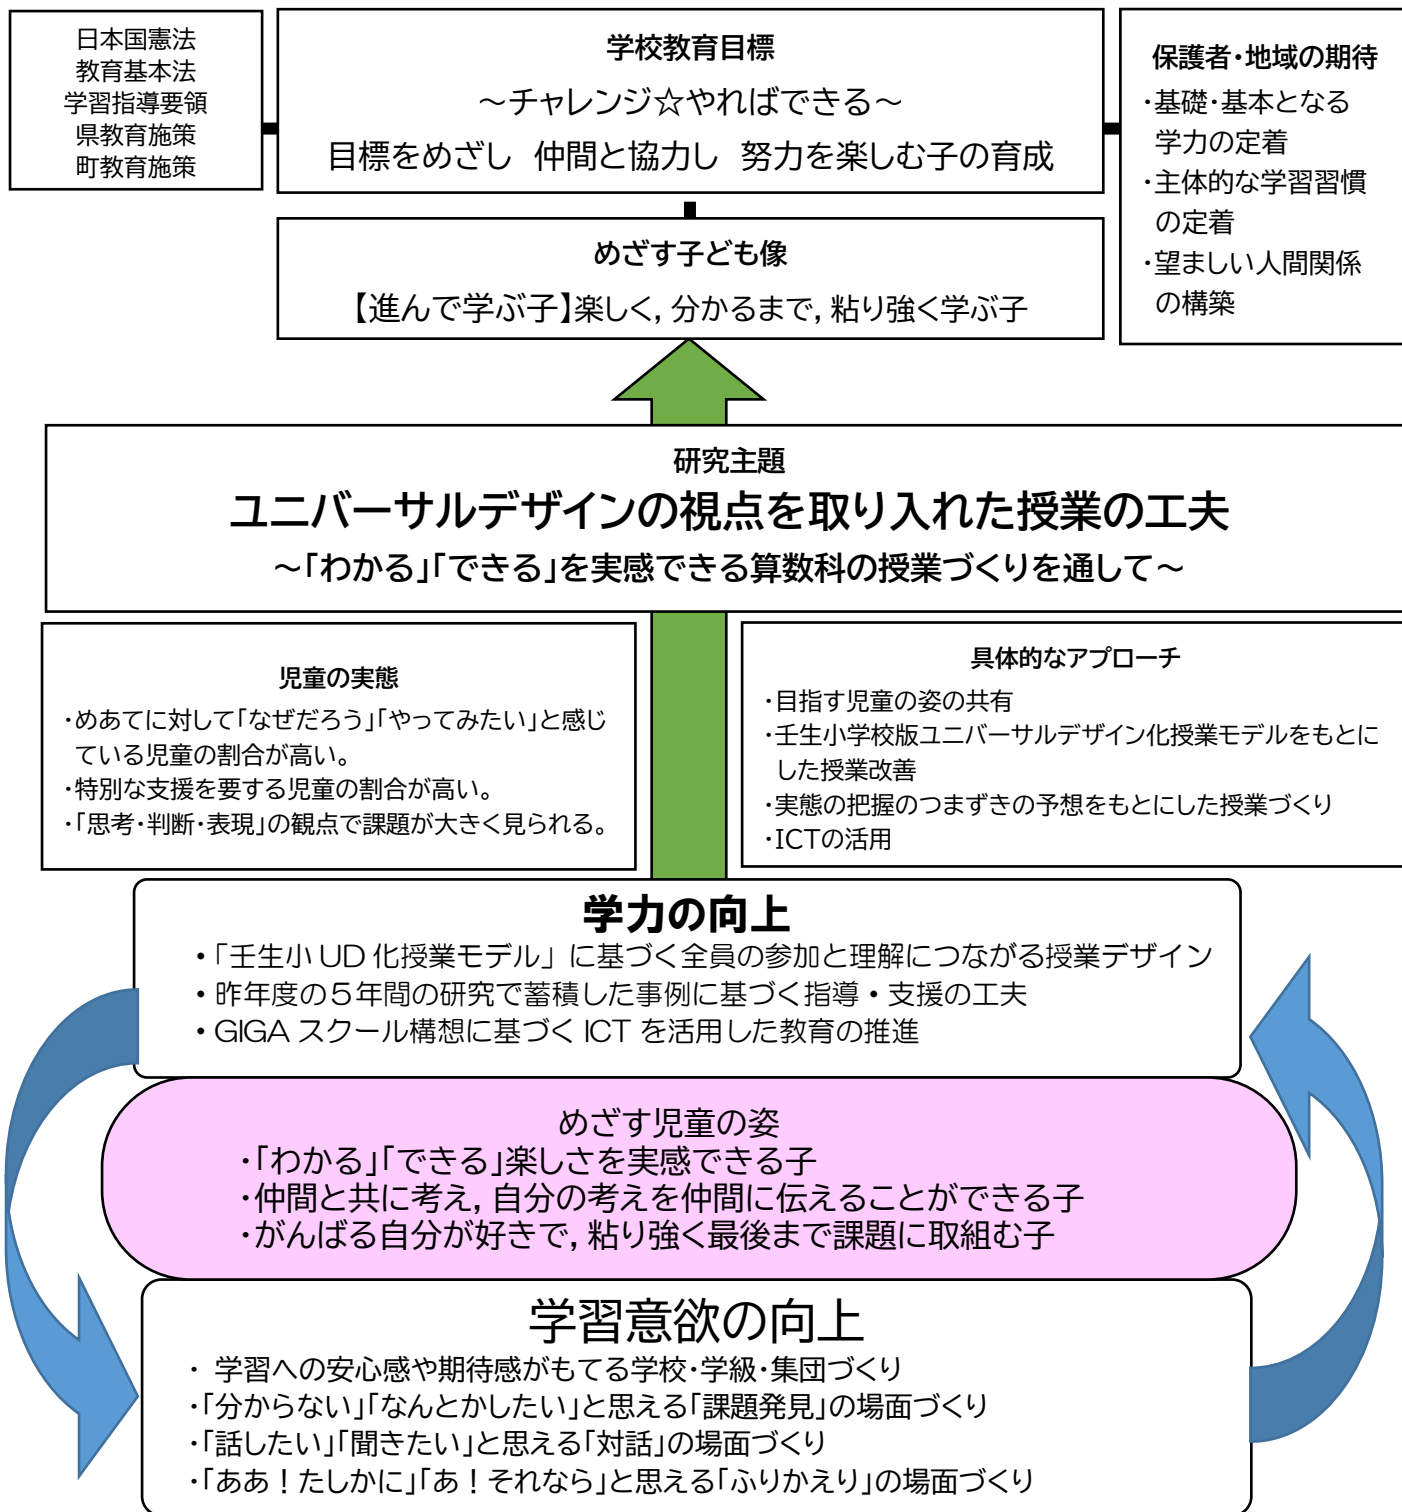 日本国憲法
教育基本法
学習指導要領
県教育施策
町教育施策
学校教育目標
～チャレンジ☆やればできる～
目標をめざし 仲間と協力し 努力を楽しむ子の育成
保護者・地域の期待
・基礎・基本となる
学力の定着
・主体的な学習習慣
の定着
・望ましい人間関係
の構築
めざす子ども像
【進んで学ぶ子】楽しく，分かるまで，粘り強く学ぶ子
研究主題
ユニバーサルデザインの視点を取り入れた授業の工夫
～「わかる」「できる」を実感できる算数科の授業づくりを通して～
児童の実態
・めあてに対して「なぜだろう」「やってみたい」と感じ
ている児童の割合が高い。
・特別な支援を要する児童の割合が高い。
・「思考・判断・表現」の観点で課題が大きく見られる。
具体的なアプローチ
・目指す児童の姿の共有
・壬生小学校版ユニバーサルデザイン化授業モデルをもとに
した授業改善
・実態の把握のつまずきの予想をもとにした授業づくり
・ICTの活用
学力の向上
・「壬生小 UD 化授業モデル」に基づく全員の参加と理解につながる授業デザイン
・昨年度の５年間の研究で蓄積した事例に基づく指導・支援の工夫
・GIGA スクール構想に基づく ICT を活用した教育の推進
めざす児童の姿
・「わかる」「できる」楽しさを実感できる子
・仲間と共に考え，自分の考えを仲間に伝えることができる子
・がんばる自分が好きで，粘り強く最後まで課題に取組む子
学習意欲の向上
・ 学習への安心感や期待感がもてる学校・学級・集団づくり
・「分からない」「なんとかしたい」と思える「課題発見」の場面づくり
・「話したい」「聞きたい」と思える「対話」の場面づくり
・「ああ！たしかに」「あ！それなら」と思える「ふりかえり」の場面づくり